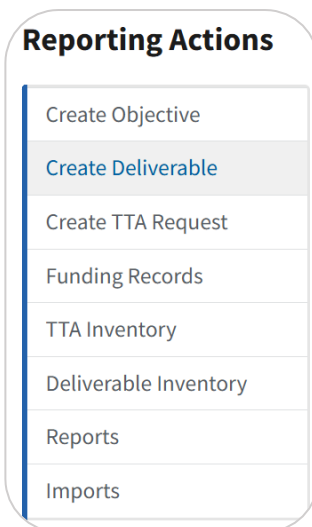 Reporting Actions
Create Objective
Create Deliverable
Create TTA Request
Funding Records
TTA Inventory
Deliverable Inventory
Reports
Imports